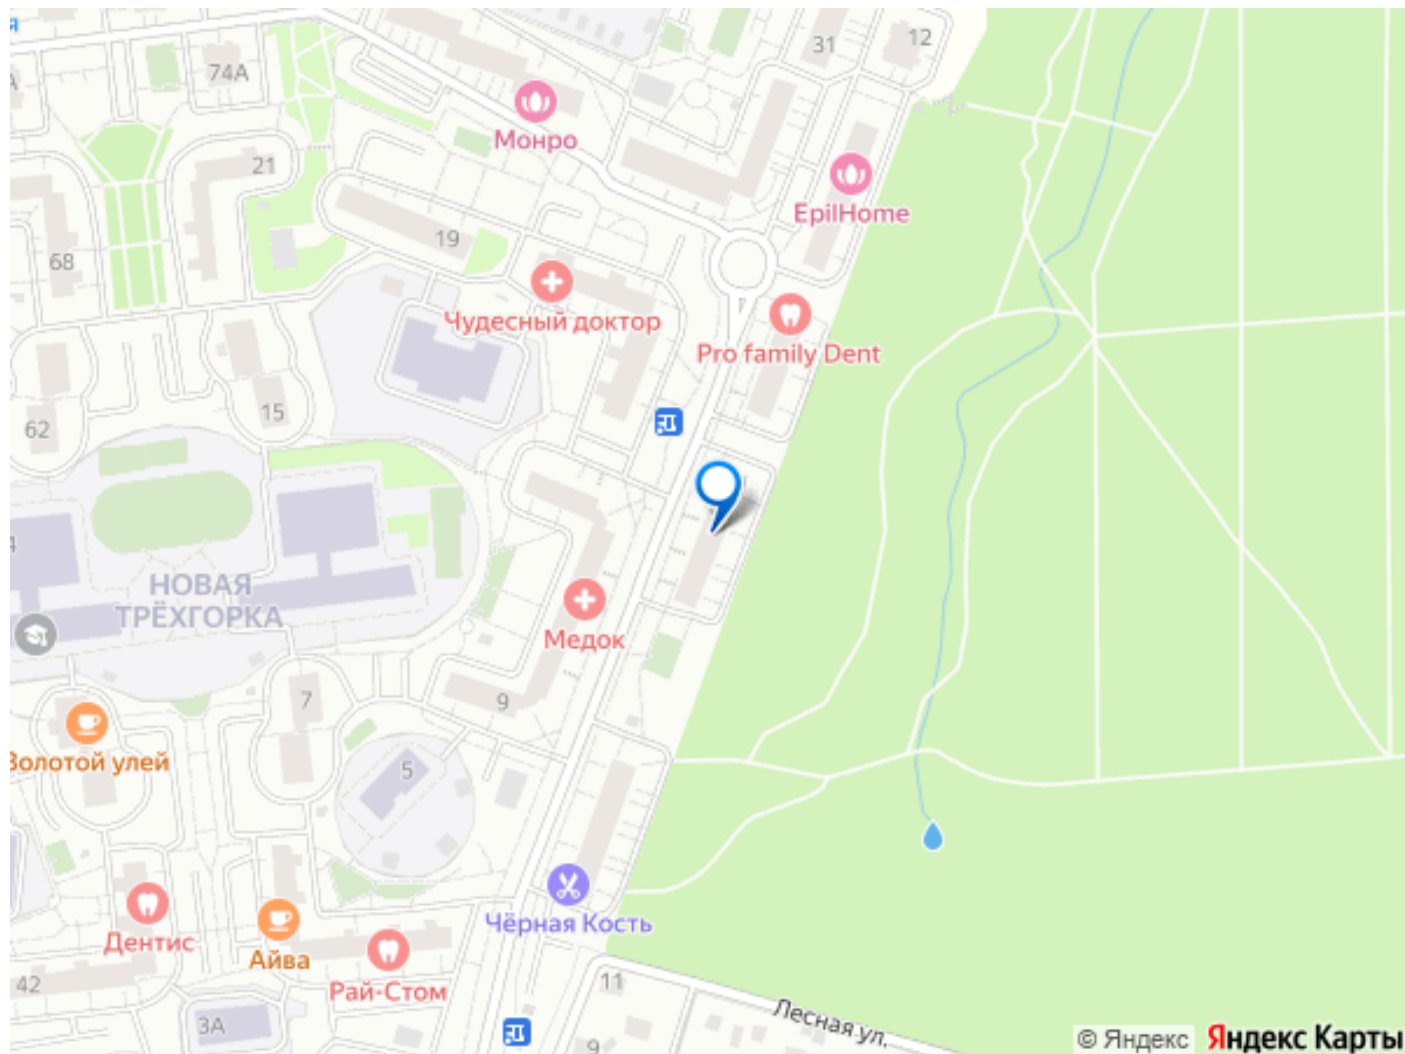 я
31
12
74А
Монро
21
EpilHome
68
19
Чудесный доктор
Pro family Dent
15
62
4
НОВАЯ
ТРЁХГОРКА
Медок
9
7
Золотой улей
5
Чёрная Кость
Дентис
Айва
Рай-Стом
42
11
3А
Лесная ул.
9
© Яндекс Яндекс Карты